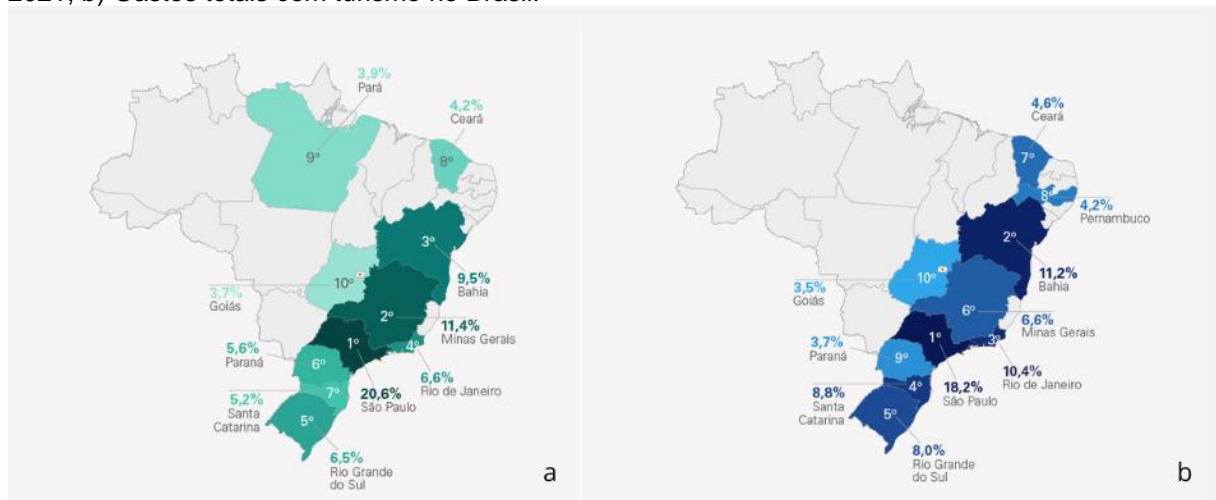 2021; b) Gastos totais com turismo no Brasil.
3,9%
Pará
4,2%
Ceará
9º
8º
3º
9,5%
Bahia
10º
3,7%
Goiás
2º
11,4%
Minas Gerais
1º
4º
5,6%
Paraná
6º
6,6%
Rio de Janeiro
20,6%
São Paulo
5,2%
Santa
Catarina
7º
5º
6,5%
Rio Grande
do Sul
a
4,6%
Ceará
7º
8º
4,2%
Pernambuco
2º
11,2%
Bahia
10º
3,5%
Goiás
6º
6,6%
Minas Gerais
1º
3º
3,7%
Paraná
9º
10,4%
Rio de Janeiro
18,2%
São Paulo
8,8%
Santa
Catarina
4º
5º
8,0%
Rio Grande
do Sul
b